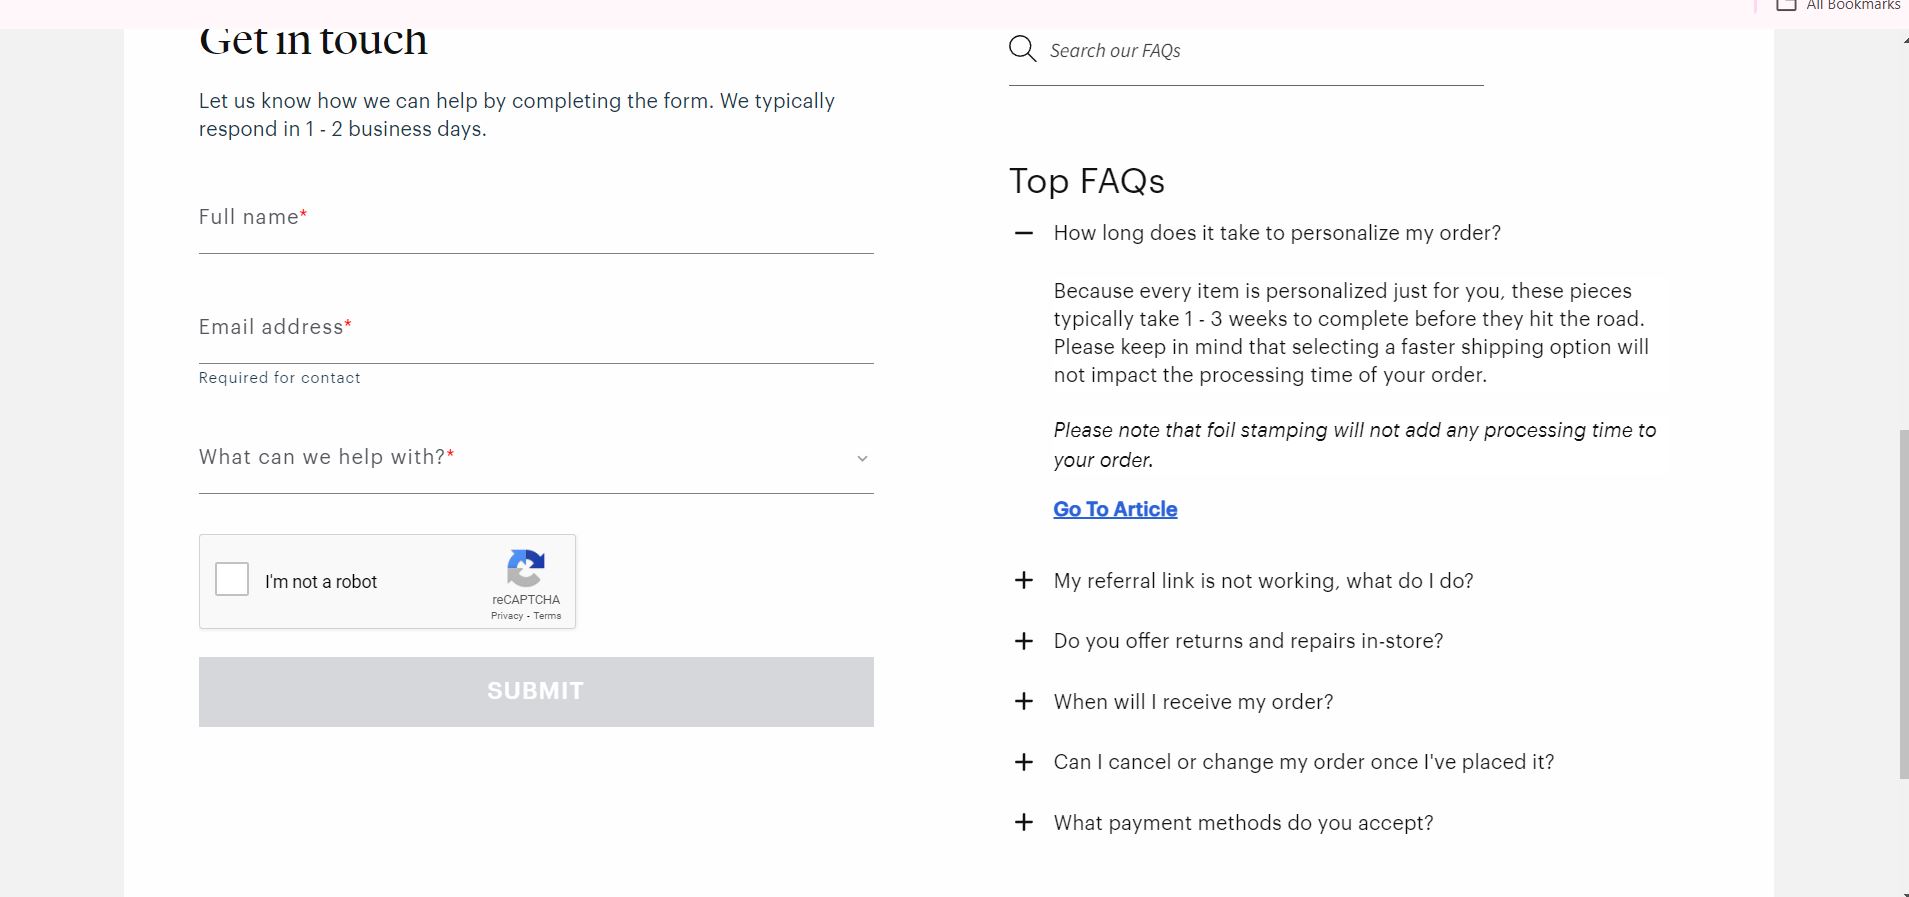 All Bookmarks
Get in touch
Let us know how we can help by completing the form. We typically
respond in 1 - 2 business days.
Full name*
Email address*
Required for contact
What can we help with?*
I'm not a robot
reCAPTCHA
Privacy - Terms
SUBMIT
Search our FAQs
Top FAQs
How long does it take to personalize my order?
Because every item is personalized just for you, these pieces
typically take 1 - 3 weeks to complete before they hit the road.
Please keep in mind that selecting a faster shipping option will
not impact the processing time of your order.
Please note that foil stamping will not add any processing time to
your order.
Go To Article
My referral link is not working, what do I do?
Do you offer returns and repairs in-store?
When will I receive my order?
Can I cancel or change my order once I've placed it?
What payment methods do you accept?